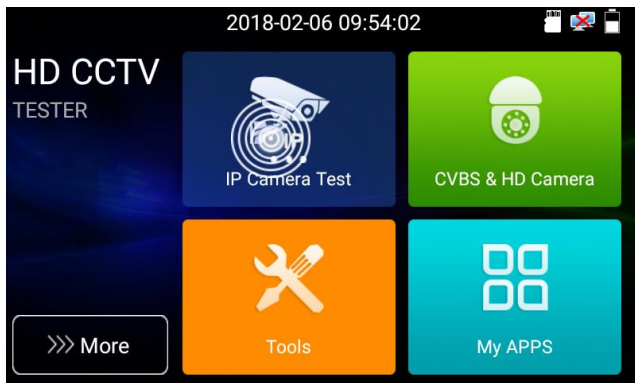 2018-02-06 09:54:02
HD CCTV
TESTER
IP
IP Camera Test
CVBS & HD Camera
Tools
My APPS
>>> More